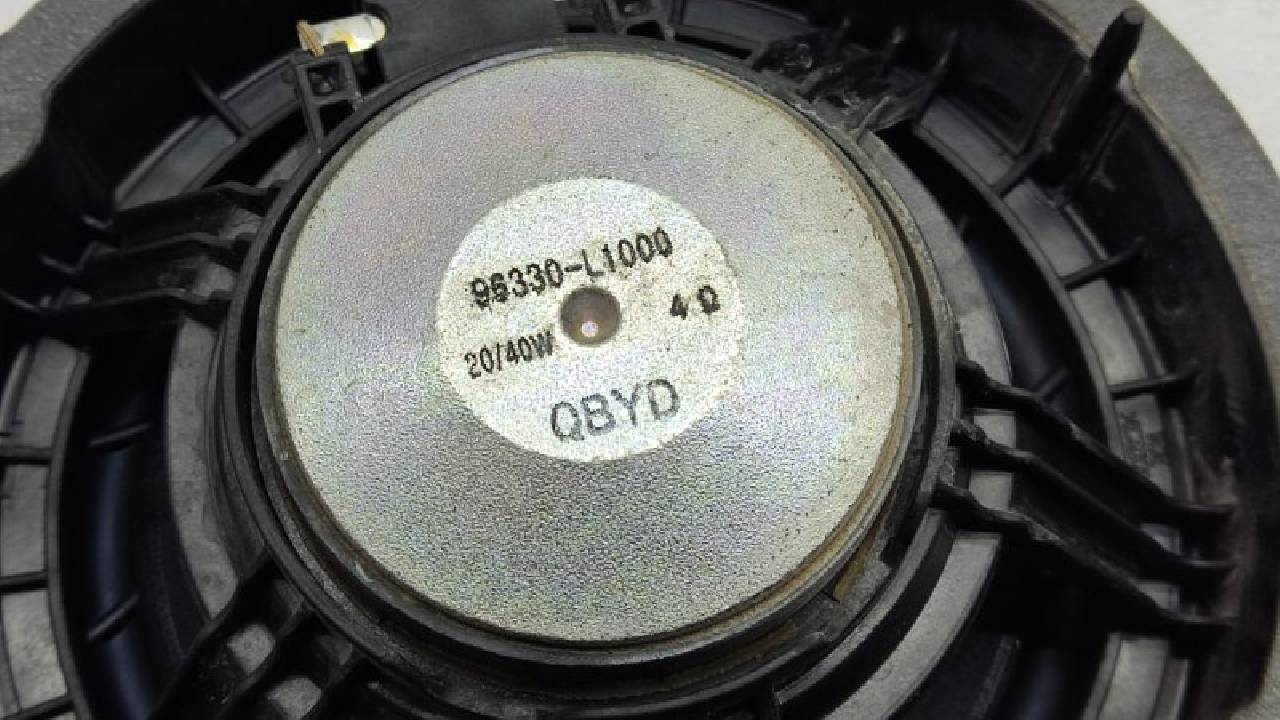 96330-L1000
4 Ω
20/40W
QBYD